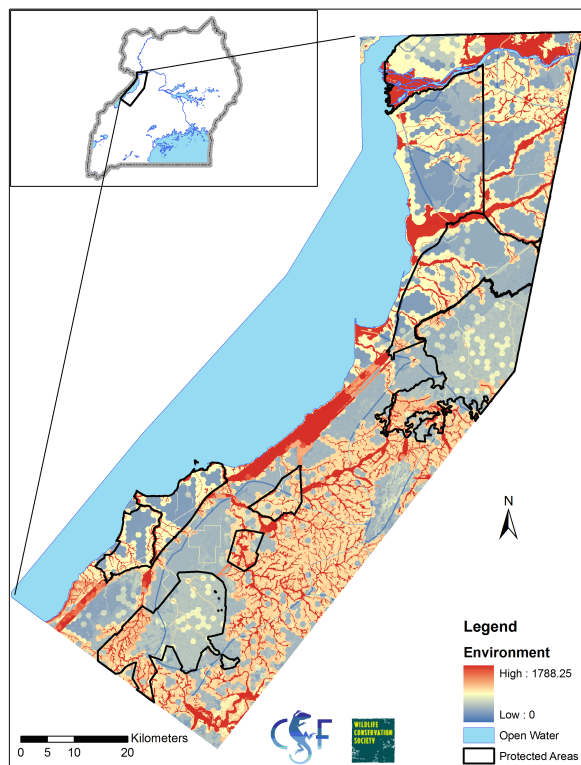 N
Legend
Environment
High : 1788.25
Low : 0
Open Water
Protected Areas
Kilometers
0 5 10 20
CSF
WILDLIFE
CONSERVATION
SOCIETY